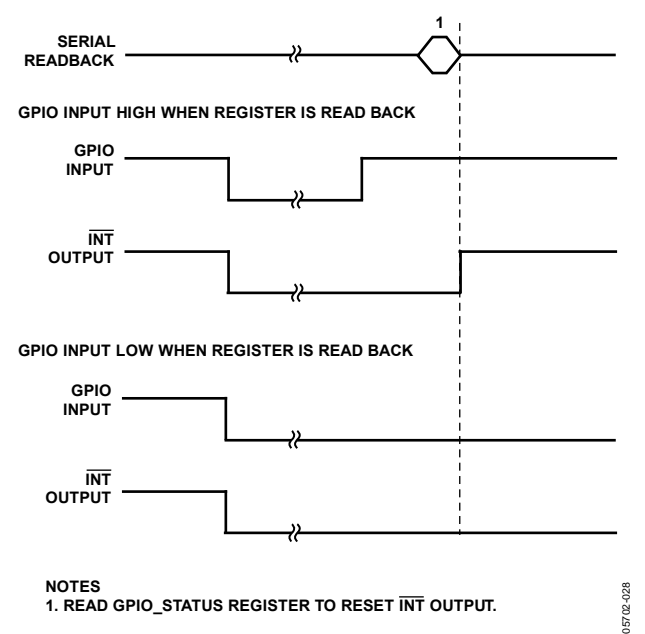 1
SERIAL
READBACK
GPIO INPUT HIGH WHEN REGISTER IS READ BACK
GPIO
INPUT
INT
OUTPUT
GPIO INPUT LOW WHEN REGISTER IS READ BACK
GPIO
INPUT
INT
OUTPUT
NOTES
1. READ GPIO_STATUS REGISTER TO RESET INT OUTPUT.
05702-028